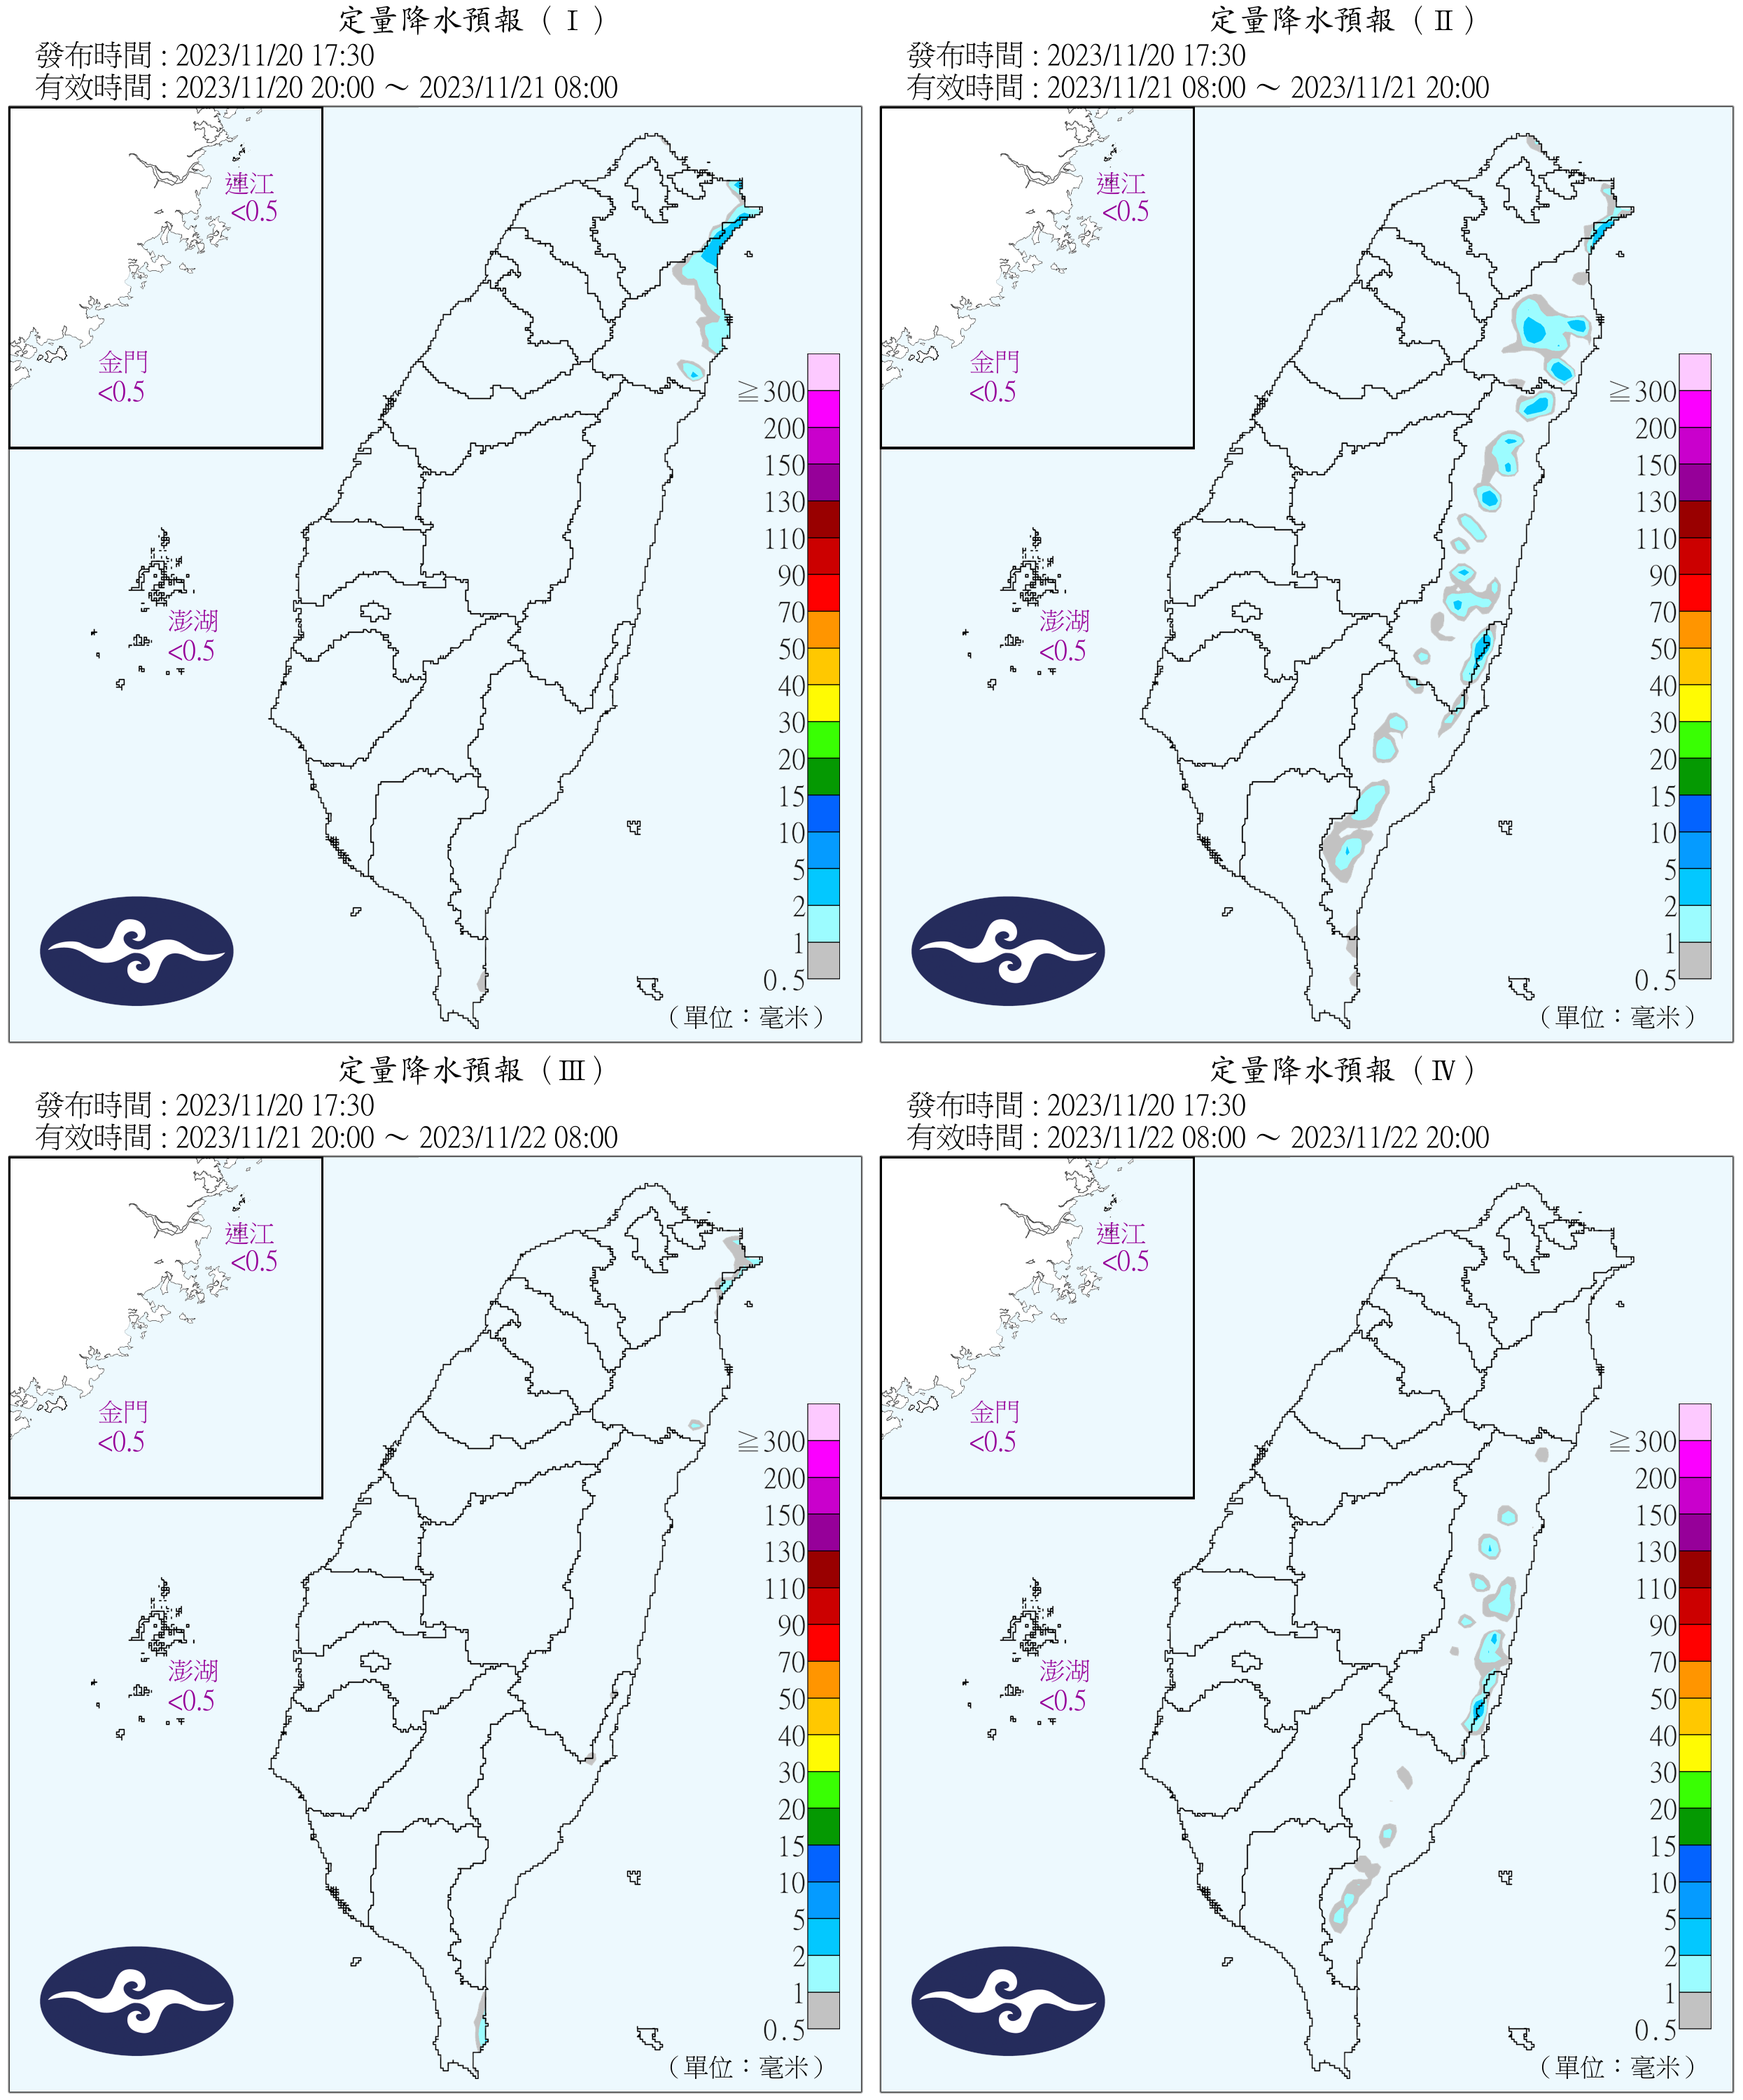 定量降水預報（Ⅰ）
發布時間：2023/11/20 17:30
有效時間：2023/11/20 20:00 ～ 2023/11/21 08:00
連江
<0.5
金門
<0.5
澎湖
<0.5
≧300
200
150
130
110
90
70
50
40
30
20
15
10
5
2
1
0.5
（單位：毫米）
定量降水預報（Ⅱ）
發布時間：2023/11/20 17:30
有效時間：2023/11/21 08:00 ～ 2023/11/21 20:00
連江
<0.5
金門
<0.5
澎湖
<0.5
≧300
200
150
130
110
90
70
50
40
30
20
15
10
5
2
1
0.5
（單位：毫米）
定量降水預報（Ⅲ）
發布時間：2023/11/20 17:30
有效時間：2023/11/21 20:00 ～ 2023/11/22 08:00
連江
<0.5
金門
<0.5
澎湖
<0.5
≧300
200
150
130
110
90
70
50
40
30
20
15
10
5
2
1
0.5
（單位：毫米）
定量降水預報（Ⅳ）
發布時間：2023/11/20 17:30
有效時間：2023/11/22 08:00 ～ 2023/11/22 20:00
連江
<0.5
金門
<0.5
澎湖
<0.5
≧300
200
150
130
110
90
70
50
40
30
20
15
10
5
2
1
0.5
（單位：毫米）